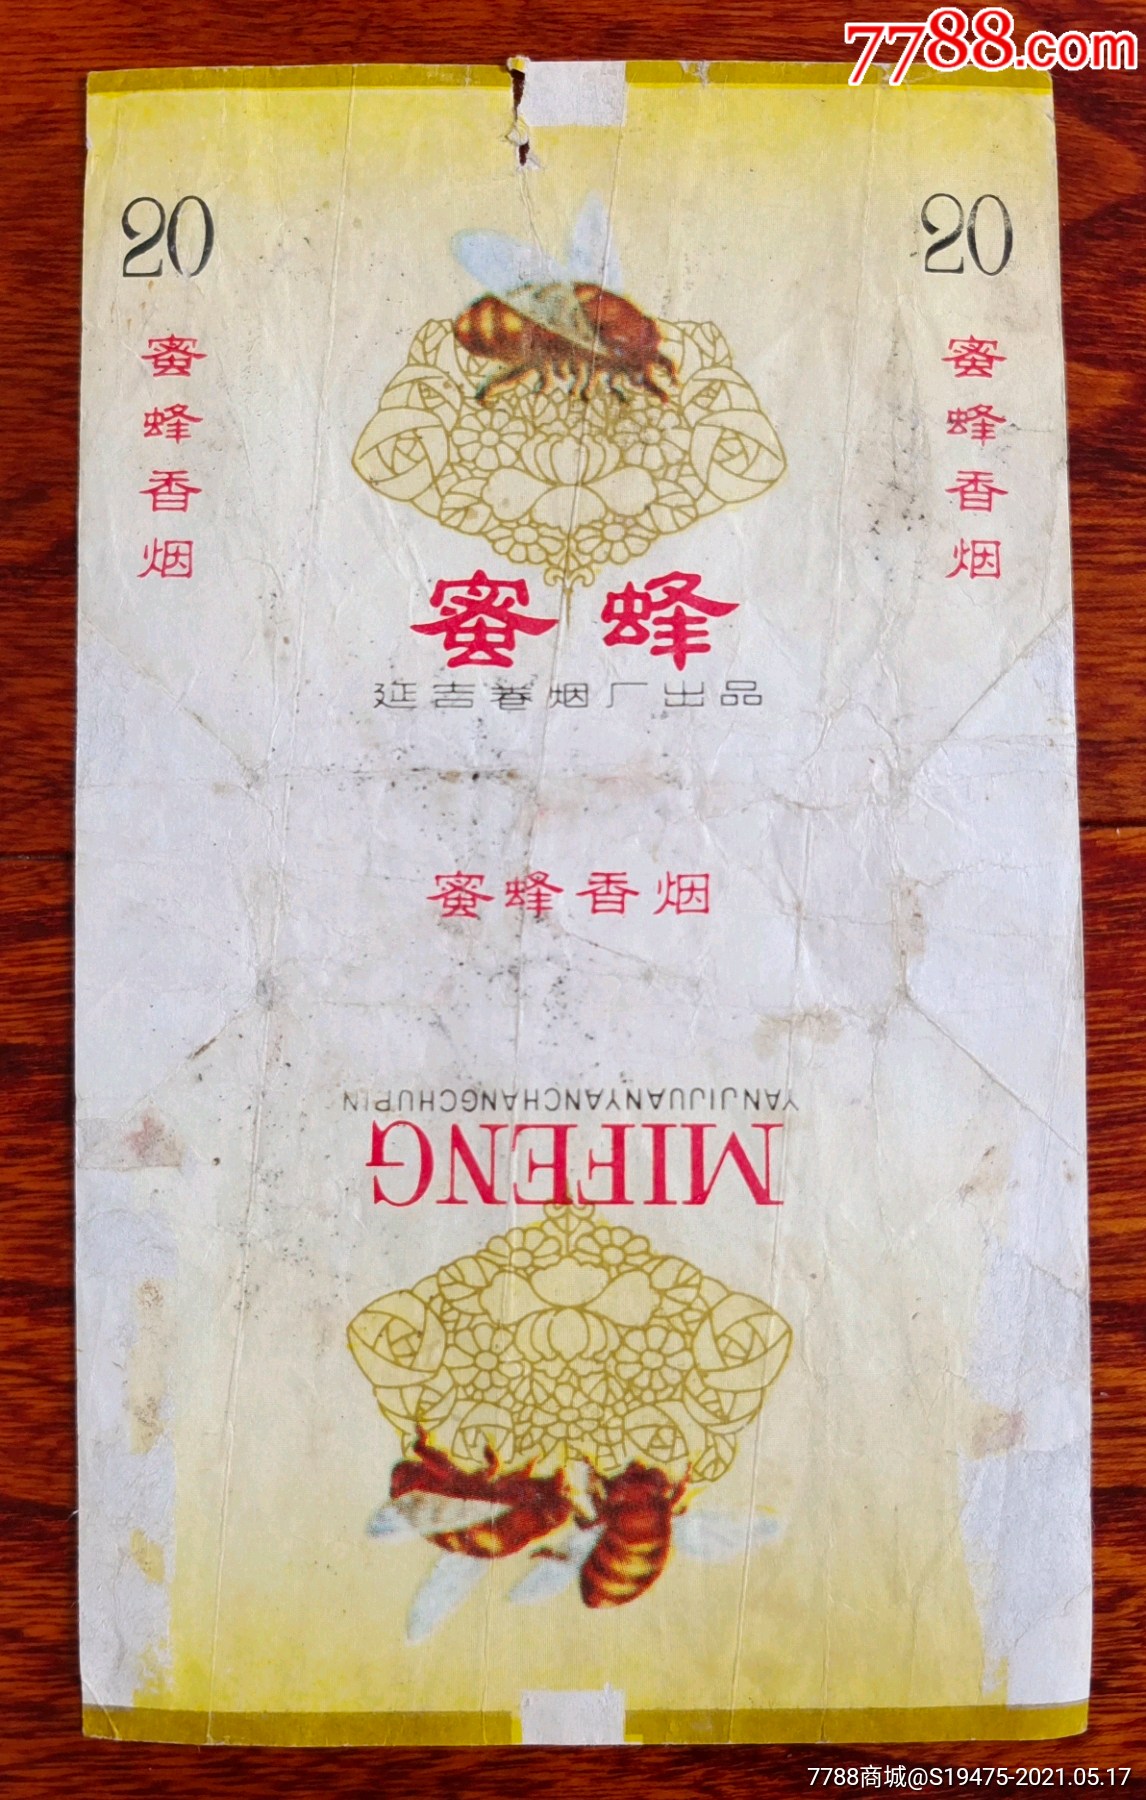 7788.com
20
蜜蜂香烟
20
蜜蜂香烟
蜜蜂
延吉卷烟厂出品
蜜蜂香烟
YANJIJUANYANCHANGCHUPIN
MIFENG
7788商城@S19475-2021.05.17